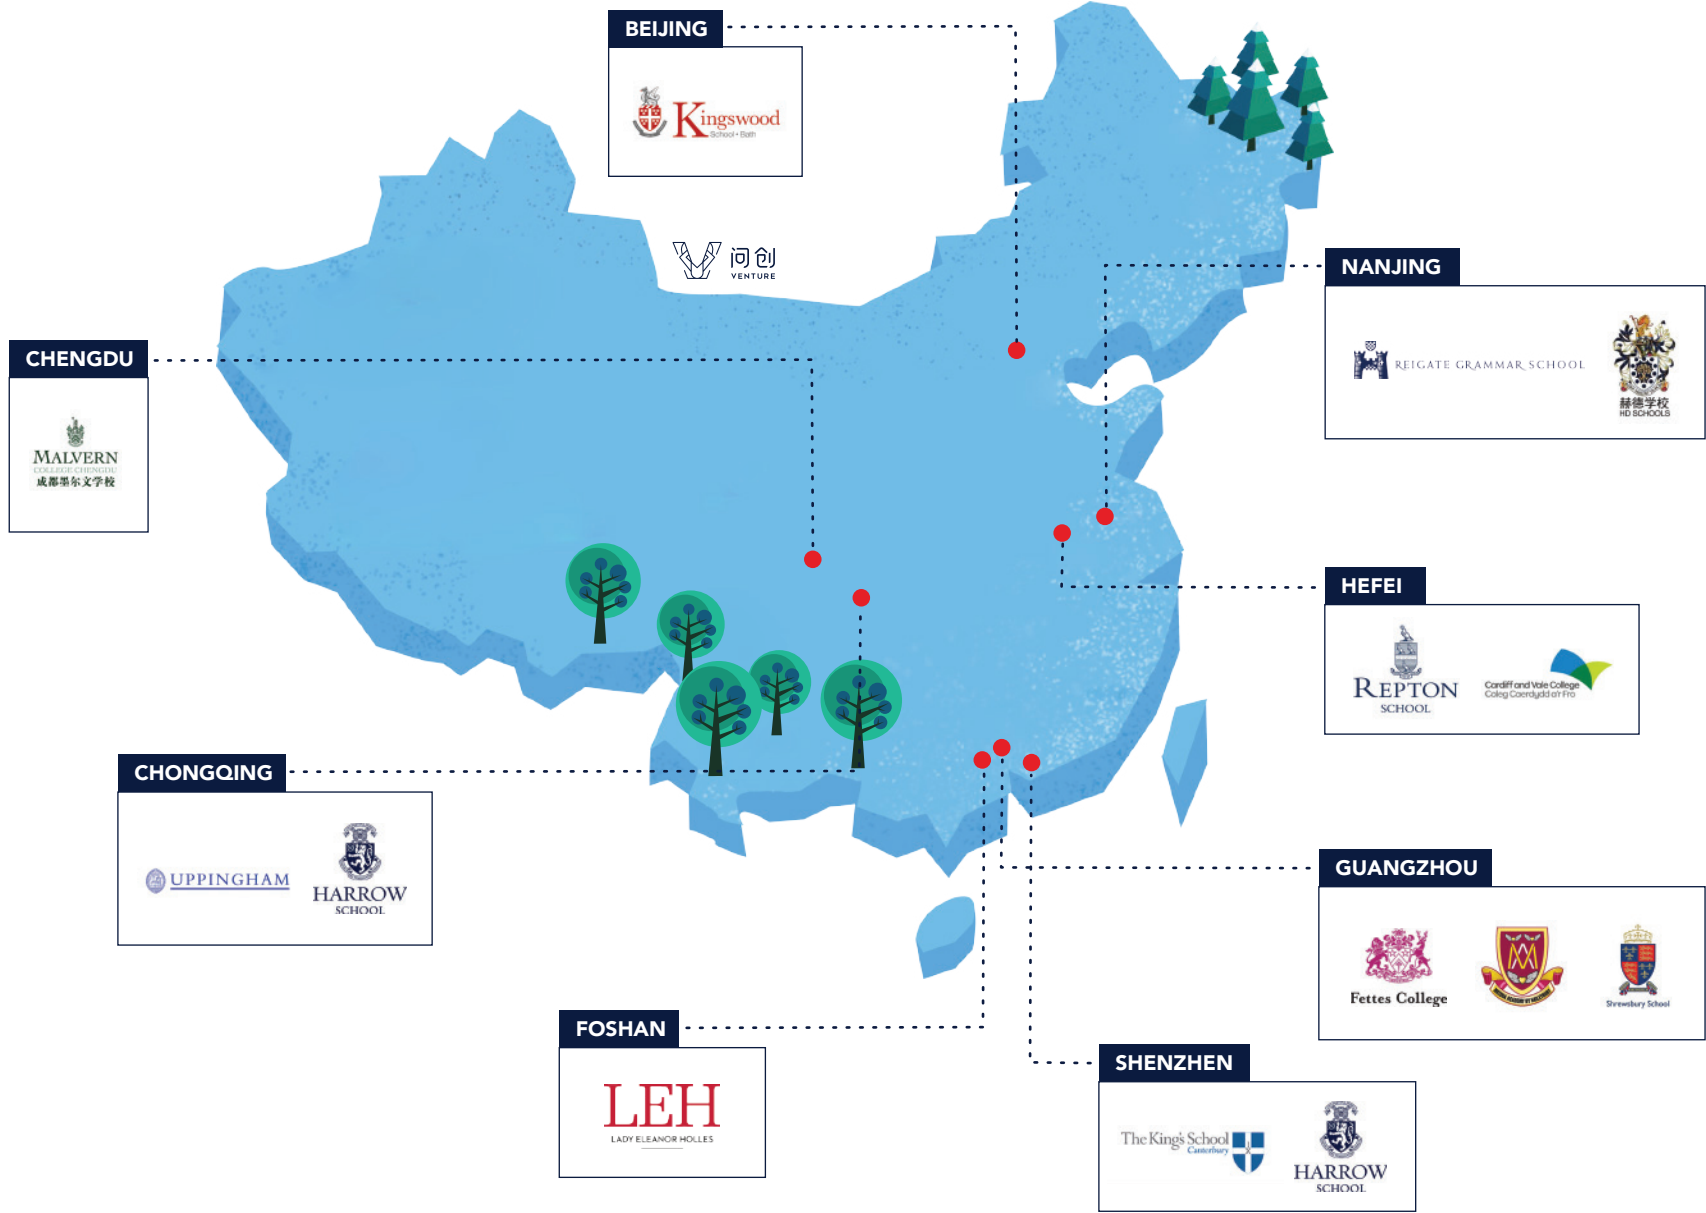 BEIJING
Kingswood
School • Bath
问创
VENTURE
NANJING
REIGATE GRAMMAR SCHOOL
赫德学校
HD SCHOOLS
CHENGDU
MALVERN
COLLEGE CHENGDU
成都墨尔文学校
HEFEI
REPTON
SCHOOL
Cardiff and Vale College
Coleg Caerdydd a'r Fro
CHONGQING
UPPINGHAM
HARROW
SCHOOL
GUANGZHOU
Fettes College
Shrewsbury School
FOSHAN
LEH
LADY ELEANOR HOLLES
SHENZHEN
The King's School
Canterbury
HARROW
SCHOOL